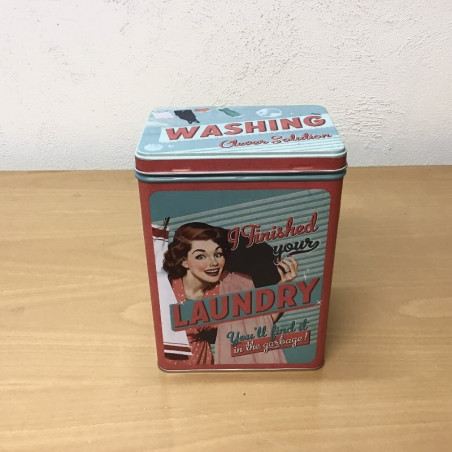 WASHING
Clever Solution
I Finished
your
LAUNDRY
You'll find it
in the garbage!